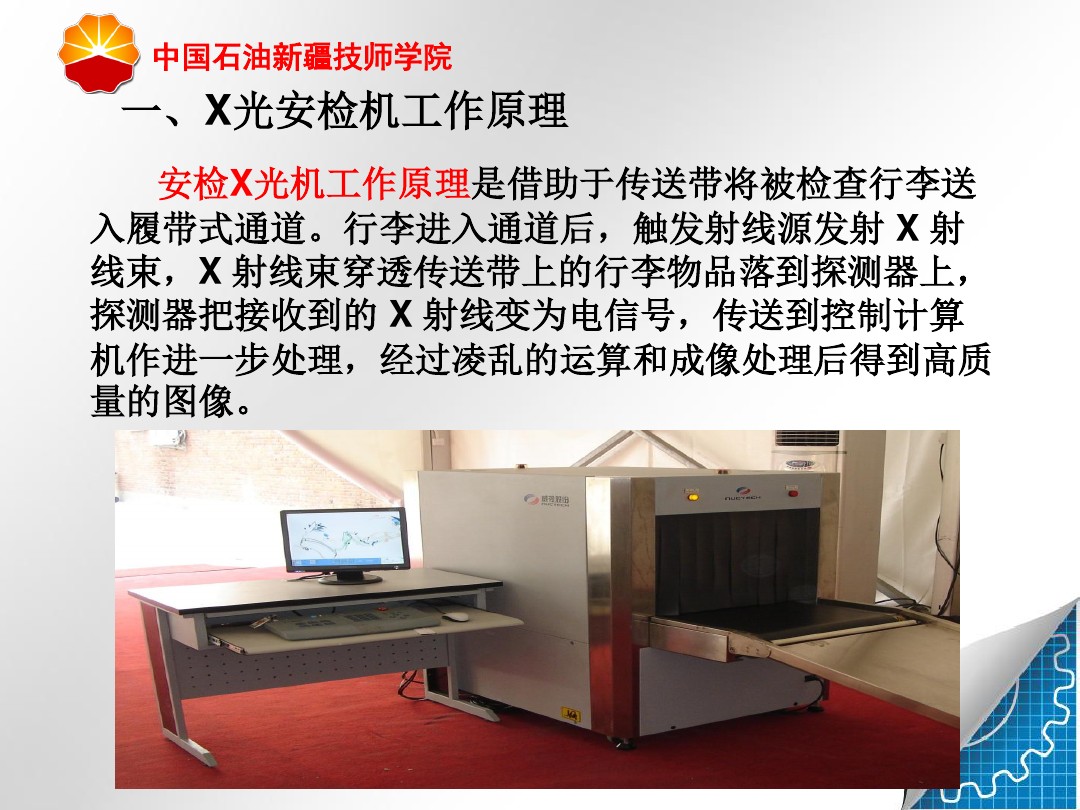 中国石油新疆技师学院
一、X光安检机工作原理
安检X光机工作原理是借助于传送带将被检查行李送
入履带式通道。行李进入通道后，触发射线源发射 X 射
线束，X 射线束穿透传送带上的行李物品落到探测器上，
探测器把接收到的 X 射线变为电信号，传送到控制计算
机作进一步处理，经过凌乱的运算和成像处理后得到高质
量的图像。
NUCTECH